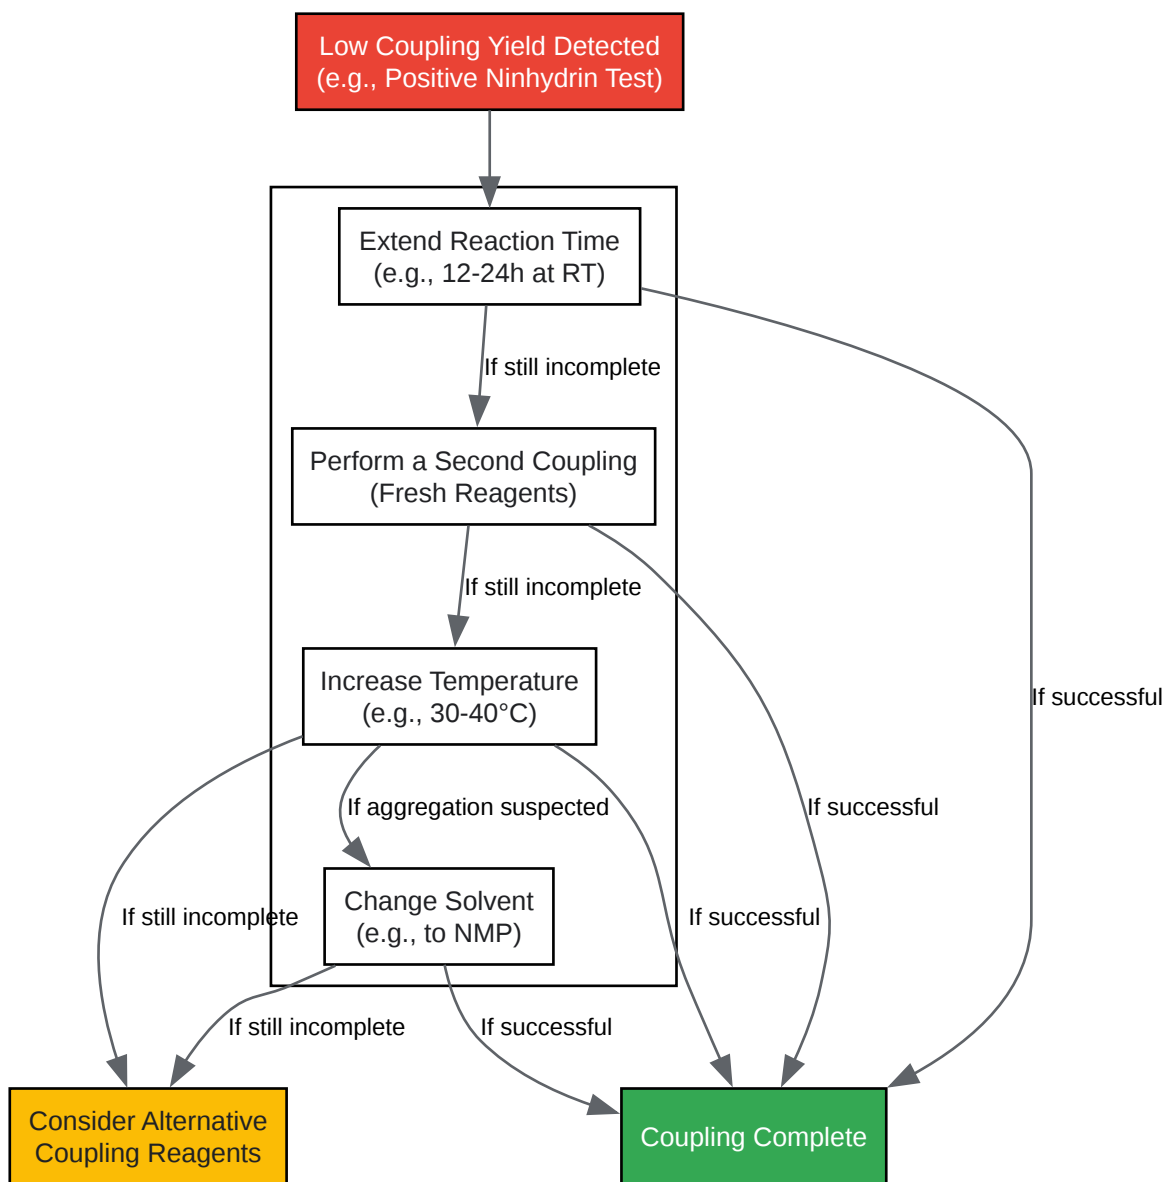 Low Coupling Yield Detected
(e.g., Positive Ninhydrin Test)
Extend Reaction Time
(e.g., 12-24h at RT)
If still incomplete
Perform a Second Coupling
(Fresh Reagents)
If still incomplete
Increase Temperature
(e.g., 30-40°C)
If successful
If aggregation suspected
If successful
Change Solvent
(e.g., to NMP)
If still incomplete
If successful
If still incomplete
If successful
Consider Alternative
Coupling Reagents
Coupling Complete